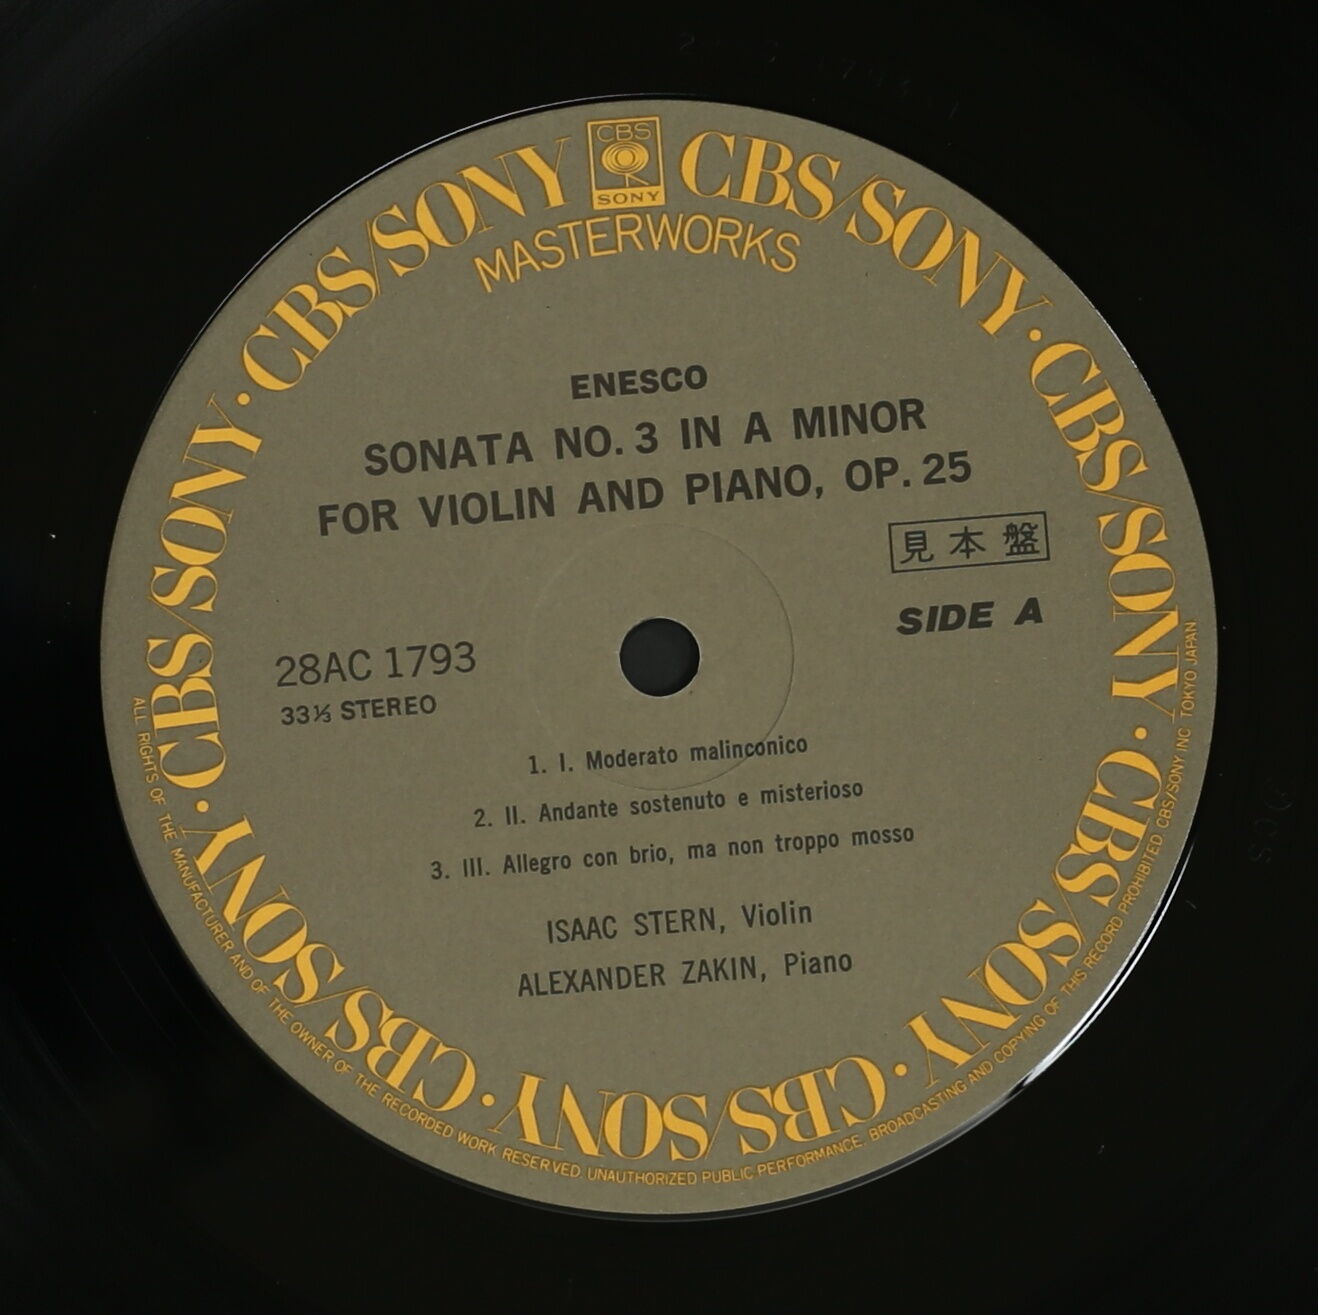 CBS
SONY
CBS/SONY · CBS/SONY · CBS/SONY · CBS/SONY · CBS/SONY · CBS/SONY · CBS/SONY
MASTERWORKS
ENESCO
SONATA NO. 3 IN A MINOR
FOR VIOLIN AND PIANO, OP. 25
見本盤
SIDE A
28AC 1793
33⅓ STEREO
1. I. Moderato malinconico
2. II. Andante sostenuto e misterioso
3. III. Allegro con brio, ma non troppo mosso
ISAAC STERN, Violin
ALEXANDER ZAKIN, Piano
ALL RIGHTS OF THE MANUFACTURER AND OF THE OWNER OF THE RECORDED WORK RESERVED. UNAUTHORIZED PUBLIC PERFORMANCE, BROADCASTING AND COPYING OF THIS RECORD PROHIBITED CBS/SONY INC TOKYO JAPAN